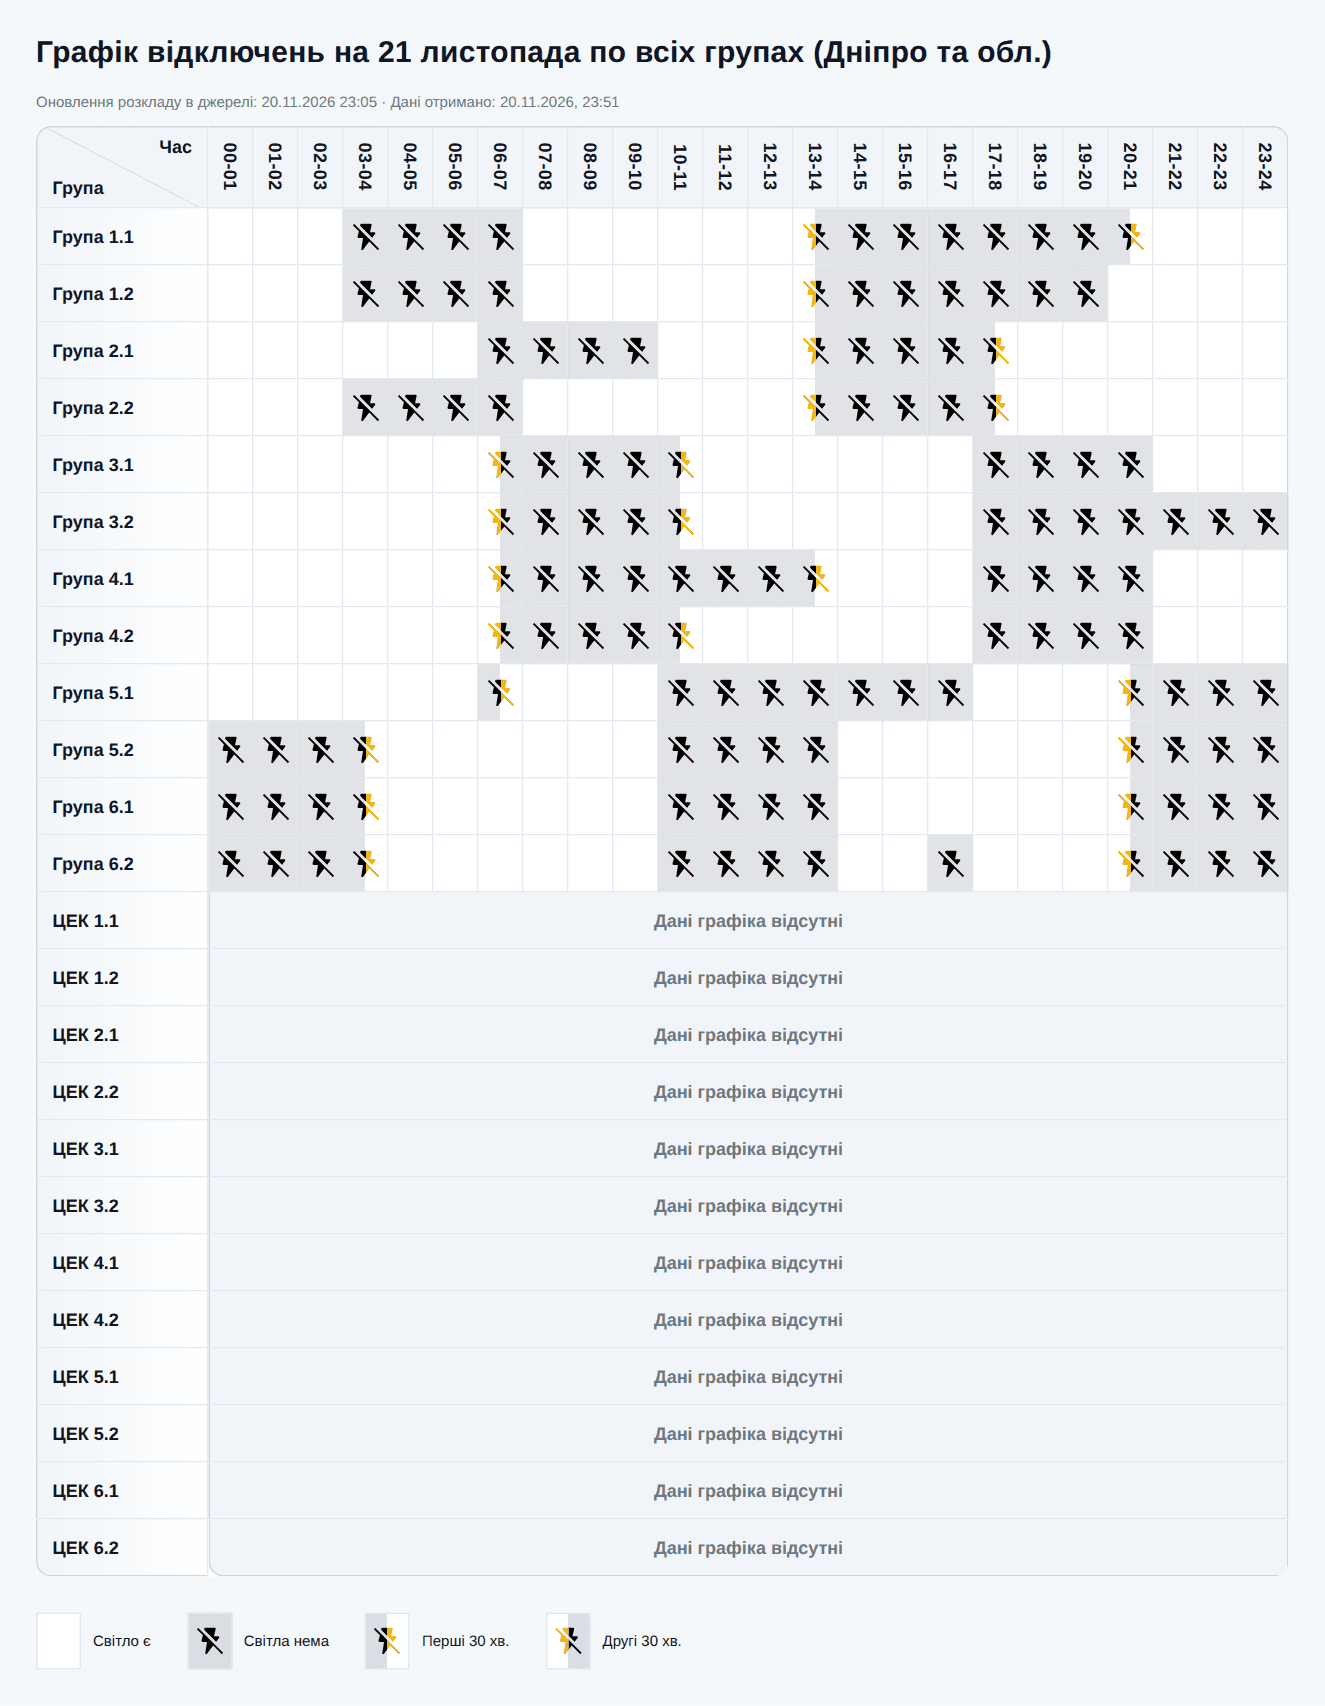 Графік відключень на 21 листопада по всіх групах (Дніпро та обл.)
Оновлення розкладу в джерелі: 20.11.2026 23:05 · Дані отримано: 20.11.2026, 23:51
Час
Група
00-01 01-02 02-03 03-04 04-05 05-06 06-07 07-08 08-09 09-10 10-11 11-12 12-13 13-14 14-15 15-16 16-17 17-18 18-19 19-20 20-21 21-22 22-23 23-24
Група 1.1
Група 1.2
Група 2.1
Група 2.2
Група 3.1
Група 3.2
Група 4.1
Група 4.2
Група 5.1
Група 5.2
Група 6.1
Група 6.2
ЦЕК 1.1 Дані графіка відсутні
ЦЕК 1.2 Дані графіка відсутні
ЦЕК 2.1 Дані графіка відсутні
ЦЕК 2.2 Дані графіка відсутні
ЦЕК 3.1 Дані графіка відсутні
ЦЕК 3.2 Дані графіка відсутні
ЦЕК 4.1 Дані графіка відсутні
ЦЕК 4.2 Дані графіка відсутні
ЦЕК 5.1 Дані графіка відсутні
ЦЕК 5.2 Дані графіка відсутні
ЦЕК 6.1 Дані графіка відсутні
ЦЕК 6.2 Дані графіка відсутні
Світло є Світла нема Перші 30 хв. Другі 30 хв.